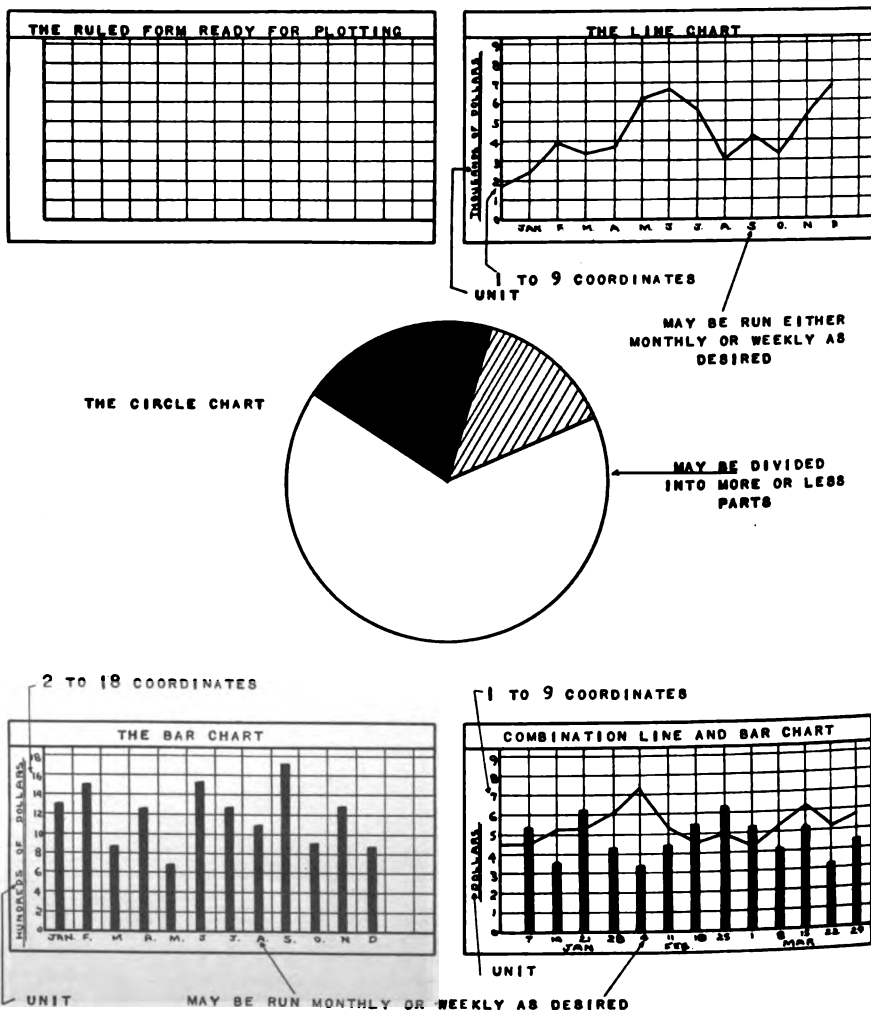 THE RULED FORM READY FOR PLOTTING
THE LINE CHART
THOUSANDS OF DOLLARS
9
8
7
6
5
4
3
2
1
0
JAN F. M. A M. J J. A. S O. N D
1 TO 9 COORDINATES
UNIT
MAY BE RUN EITHER
MONTHLY OR WEEKLY AS
DESIRED
THE CIRCLE CHART
MAY BE DIVIDED
INTO MORE OR LESS
PARTS
2 TO 18 COORDINATES
THE BAR CHART
HUNDREDS OF DOLLARS
18
16
14
12
10
8
6
4
2
0
JAN. F. M A. M. J J. A. S. O. N D
UNIT
1 TO 9 COORDINATES
COMBINATION LINE AND BAR CHART
DOLLARS
9
8
7
6
5
4
3
2
1
0
7 14 21 28 4 11 18 25 1 8 15 22 29
JAN FEB. MAR
UNIT
MAY BE RUN MONTHLY OR WEEKLY AS DESIRED